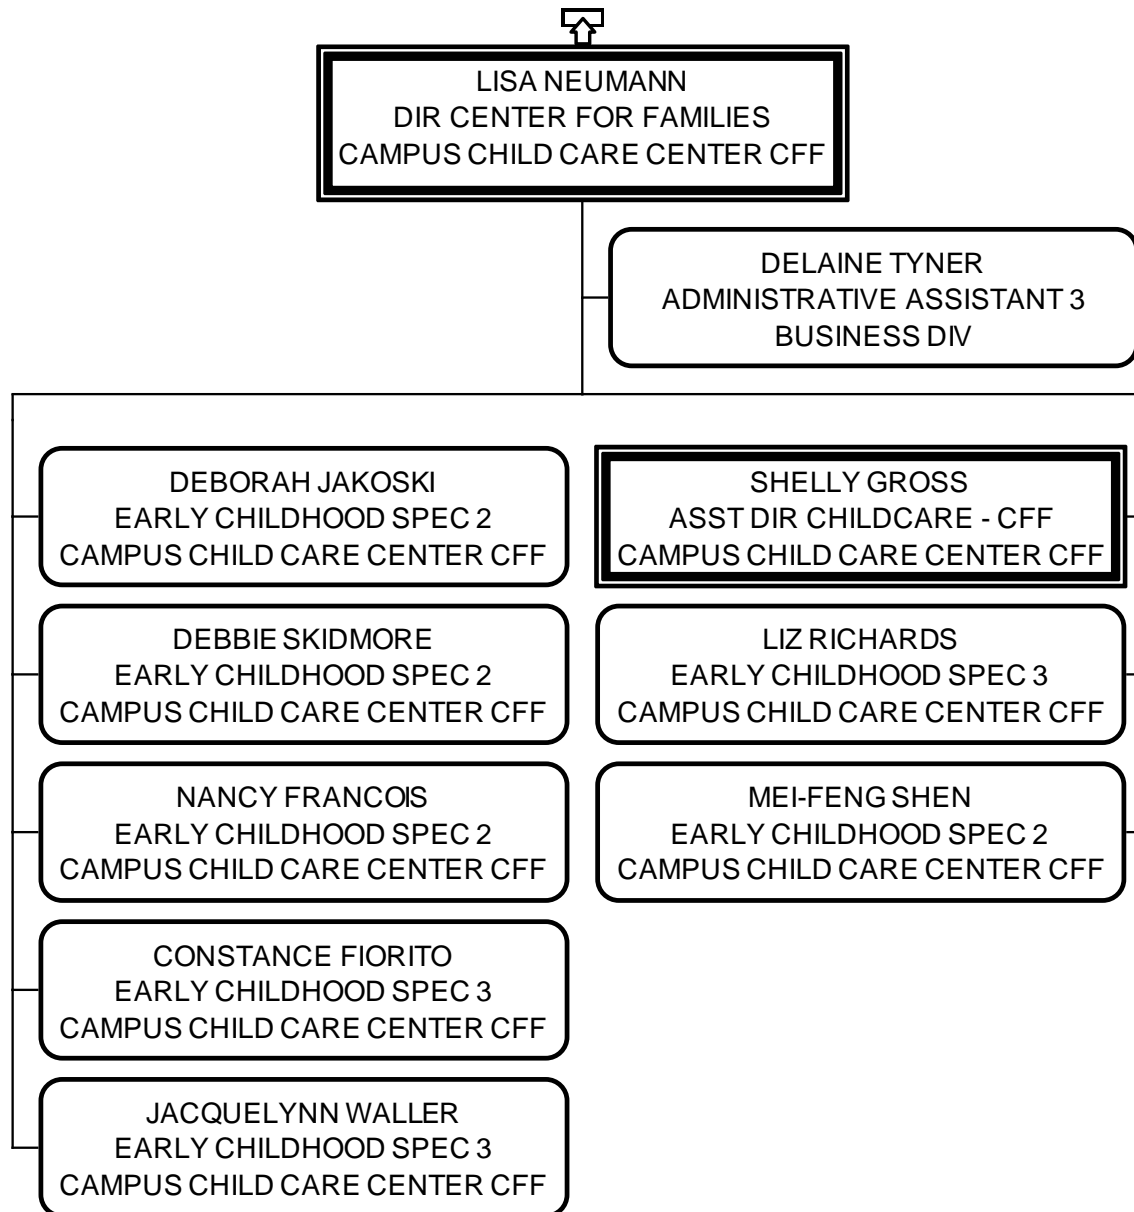 LISA NEUMANN
DIR CENTER FOR FAMILIES
CAMPUS CHILD CARE CENTER CFF
DELAINE TYNER
ADMINISTRATIVE ASSISTANT 3
BUSINESS DIV
DEBORAH JAKOSKI
EARLY CHILDHOOD SPEC 2
CAMPUS CHILD CARE CENTER CFF
SHELLY GROSS
ASST DIR CHILDCARE - CFF
CAMPUS CHILD CARE CENTER CFF
DEBBIE SKIDMORE
EARLY CHILDHOOD SPEC 2
CAMPUS CHILD CARE CENTER CFF
LIZ RICHARDS
EARLY CHILDHOOD SPEC 3
CAMPUS CHILD CARE CENTER CFF
NANCY FRANCOIS
EARLY CHILDHOOD SPEC 2
CAMPUS CHILD CARE CENTER CFF
MEI-FENG SHEN
EARLY CHILDHOOD SPEC 2
CAMPUS CHILD CARE CENTER CFF
CONSTANCE FIORITO
EARLY CHILDHOOD SPEC 3
CAMPUS CHILD CARE CENTER CFF
JACQUELYNN WALLER
EARLY CHILDHOOD SPEC 3
CAMPUS CHILD CARE CENTER CFF